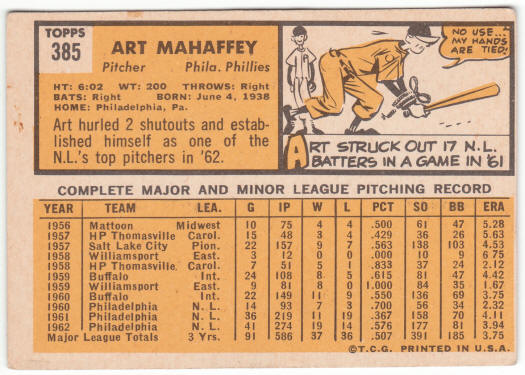 TOPPS
385
ART MAHAFFEY
Pitcher Phila. Phillies
HT: 6:02 WT: 200 THROWS: Right
BATS: Right BORN: June 4, 1938
HOME: Philadelphia, Pa.
Art hurled 2 shutouts and estab-
lished himself as one of the
N.L.'s top pitchers in '62.
NO USE...
MY HANDS
ARE TIED!
ART STRUCK OUT 17 N.L.
BATTERS IN A GAME IN '61
COMPLETE MAJOR AND MINOR LEAGUE PITCHING RECORD
YEAR TEAM LEA. G IP W L PCT SO BB ERA
1956 Mattoon Midwest 10 75 4 4 .500 61 47 5.28
1957 HP Thomasville Carol. 15 48 3 4 .429 36 26 5.63
1957 Salt Lake City Pion. 22 157 9 7 .563 138 103 4.53
1958 Williamsport East. 3 12 0 0 .000 10 9 6.75
1958 HP Thomasville Car. 7 51 5 1 .833 37 24 2.12
1959 Buffalo Int. 24 108 8 5 .615 81 47 4.42
1959 Williamsport East. 9 81 8 0 1.000 84 35 1.67
1960 Buffalo Int. 22 149 11 9 .550 136 69 3.75
1960 Philadelphia N. L. 14 93 7 3 .700 56 34 2.32
1961 Philadelphia N. L. 36 219 11 19 .367 158 70 4.11
1962 Philadelphia N. L. 41 274 19 14 .576 177 81 3.94
Major League Totals 3 Yrs. 91 586 37 36 .507 391 185 3.75
©T.C.G. PRINTED IN U.S.A.